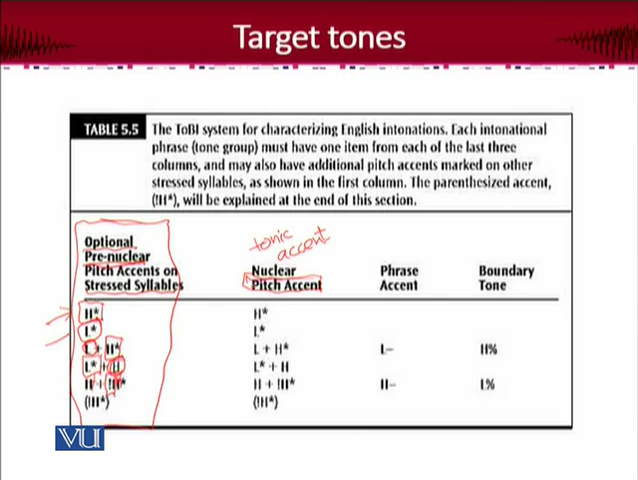 Target tones
TABLE 5.5 The ToBI system for characterizing English intonations. Each intonational
phrase (tone group) must have one item from each of the last three
columns, and may also have additional pitch accents marked on other
stressed syllables, as shown in the first column. The parenthesized accent,
(!H*), will be explained at the end of this section.
tonic
accent
Optional
Pre-nuclear
Pitch Accents on Nuclear Phrase Boundary
Stressed Syllables Pitch Accent Accent Tone
H* H*
L* L*
L + H* L + H* L– H%
L* + H L* + H
H + !H* H + !H* H– L%
(!H*) (!H*)
VU